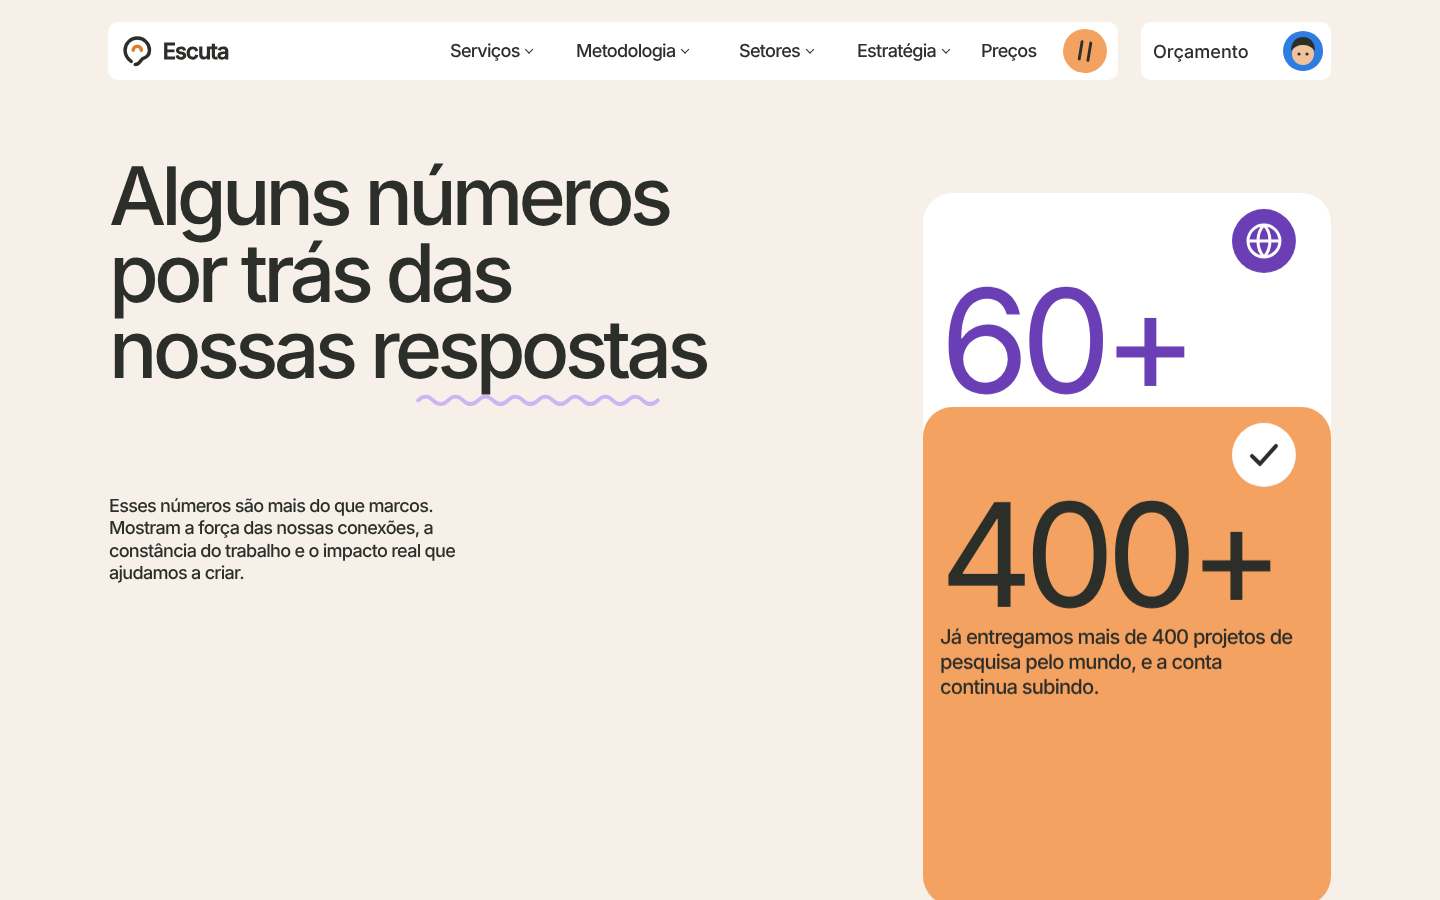 Escuta
Serviços
Metodologia
Setores
Estratégia
Preços
Orçamento
Alguns números
por trás das
nossas respostas
Esses números são mais do que marcos.
Mostram a força das nossas conexões, a
constância do trabalho e o impacto real que
ajudamos a criar.
60+
400+
Já entregamos mais de 400 projetos de
pesquisa pelo mundo, e a conta
continua subindo.